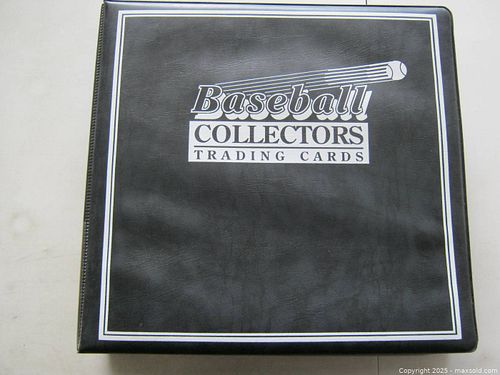 Baseball
COLLECTORS
TRADING CARDS
Copyright 2025 - maxsold.com